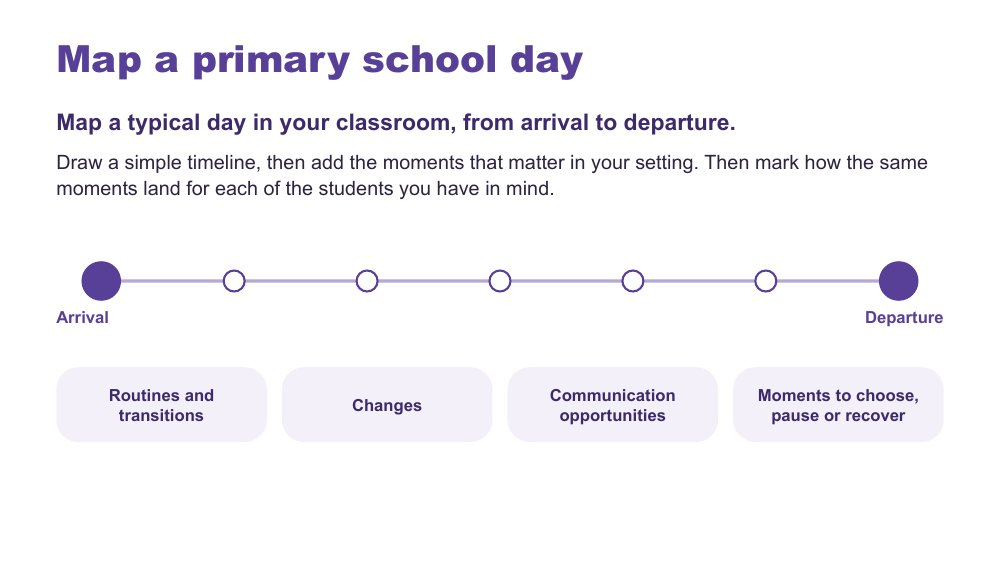 Map a primary school day
Map a typical day in your classroom, from arrival to departure.
Draw a simple timeline, then add the moments that matter in your setting. Then mark how the same
moments land for each of the students you have in mind.
Arrival
Departure
Routines and
transitions
Changes
Communication
opportunities
Moments to choose,
pause or recover